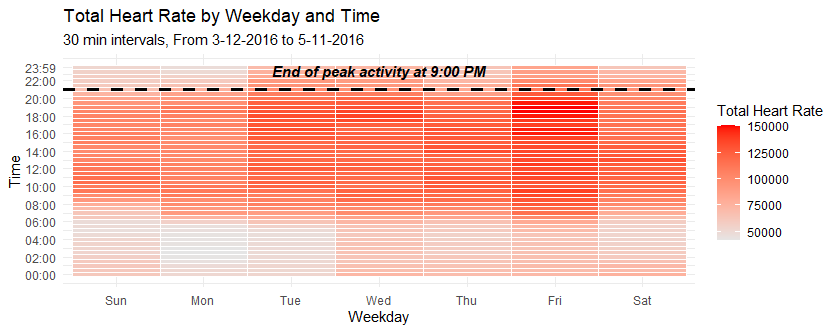 Total Heart Rate by Weekday and Time
30 min intervals, From 3-12-2016 to 5-11-2016
End of peak activity at 9:00 PM
Time
23:59
22:00
20:00
18:00
16:00
14:00
12:00
10:00
08:00
06:00
04:00
02:00
00:00
Sun Mon Tue Wed Thu Fri Sat
Weekday
Total Heart Rate
150000
125000
100000
75000
50000